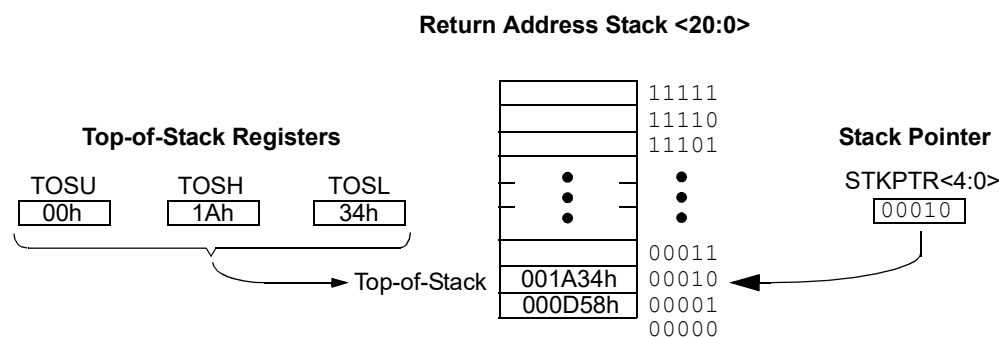 Return Address Stack <20:0>
11111
11110
11101
Top-of-Stack Registers
Stack Pointer
TOSU TOSH TOSL
STKPTR<4:0>
00h 1Ah 34h
00010
00011
Top-of-Stack 001A34h 00010
000D58h 00001
00000